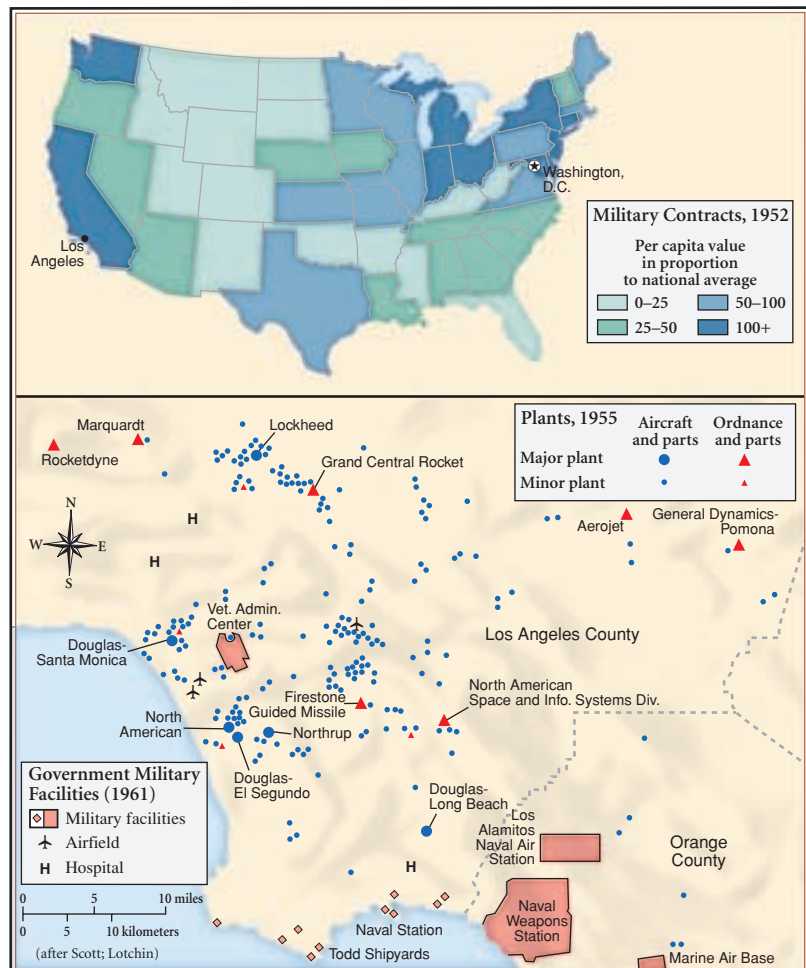 Washington,
D.C.
Los
Angeles
Military Contracts, 1952
Per capita value
in proportion
to national average
0–25
50–100
25–50
100+
Plants, 1955
Aircraft
and parts
Ordnance
and parts
Major plant
Minor plant
Marquardt
Rocketdyne
Lockheed
Grand Central Rocket
Aerojet
General Dynamics-
Pomona
N
W
E
S
H
H
Vet. Admin.
Center
Douglas-
Santa Monica
Los Angeles County
Firestone
Guided Missile
North American
Space and Info. Systems Div.
North
American
Northrup
Douglas-
El Segundo
Douglas-
Long Beach
Los
Alamitos
Naval Air
Station
Orange
County
Government Military
Facilities (1961)
Military facilities
Airfield
H Hospital
0 5 10 miles
0 5 10 kilometers
(after Scott; Lotchin)
H
Naval Station
Todd Shipyards
Naval
Weapons
Station
Marine Air Base